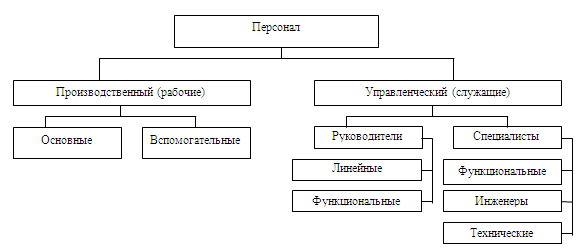 Персонал
Производственный (рабочие)
Управленческий (служащие)
Основные
Вспомогательные
Руководители
Специалисты
Линейные
Функциональные
Функциональные
Инженеры
Технические